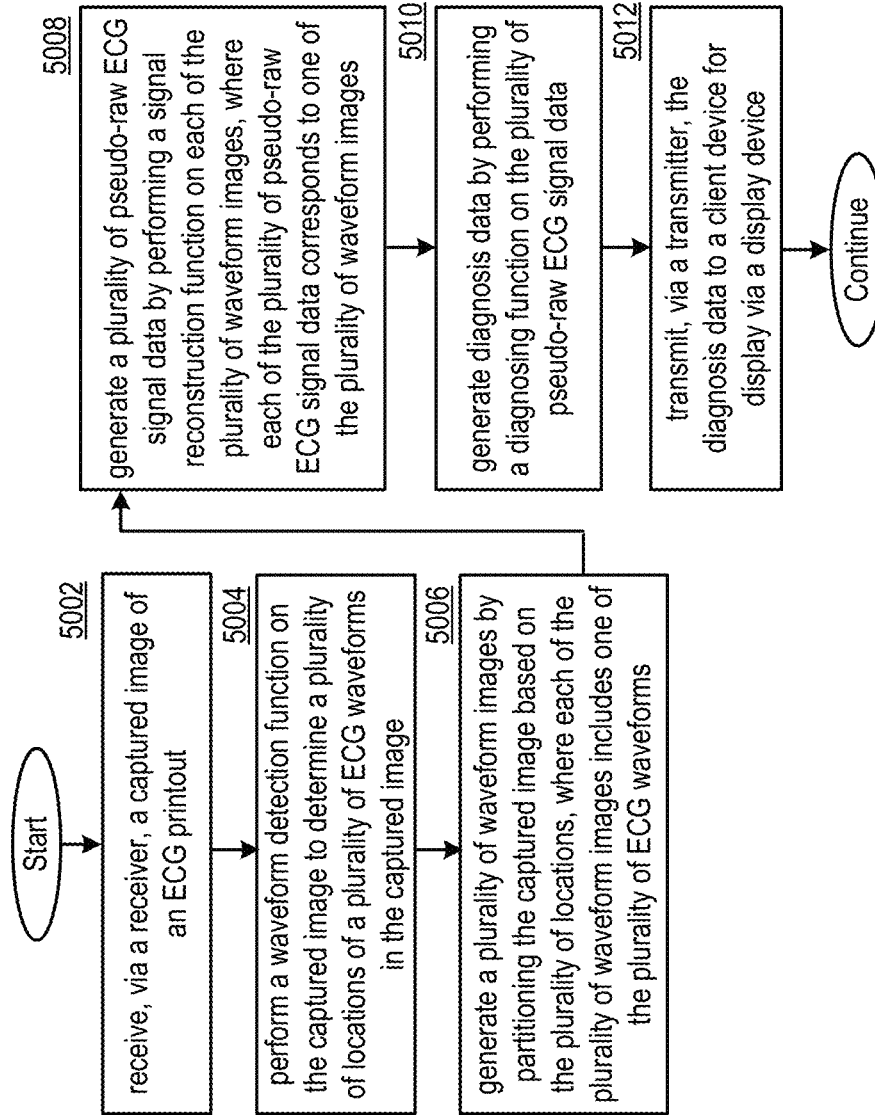 Start
5002
receive, via a receiver, a captured image of
an ECG printout
5004
perform a waveform detection function on
the captured image to determine a plurality
of locations of a plurality of ECG waveforms
in the captured image
5006
generate a plurality of waveform images by
partitioning the captured image based on
the plurality of locations, where each of the
plurality of waveform images includes one of
the plurality of ECG waveforms
5008
generate a plurality of pseudo-raw ECG
signal data by performing a signal
reconstruction function on each of the
plurality of waveform images, where
each of the plurality of pseudo-raw
ECG signal data corresponds to one of
the plurality of waveform images
5010
generate diagnosis data by performing
a diagnosing function on the plurality of
pseudo-raw ECG signal data
5012
transmit, via a transmitter, the
diagnosis data to a client device for
display via a display device
Continue